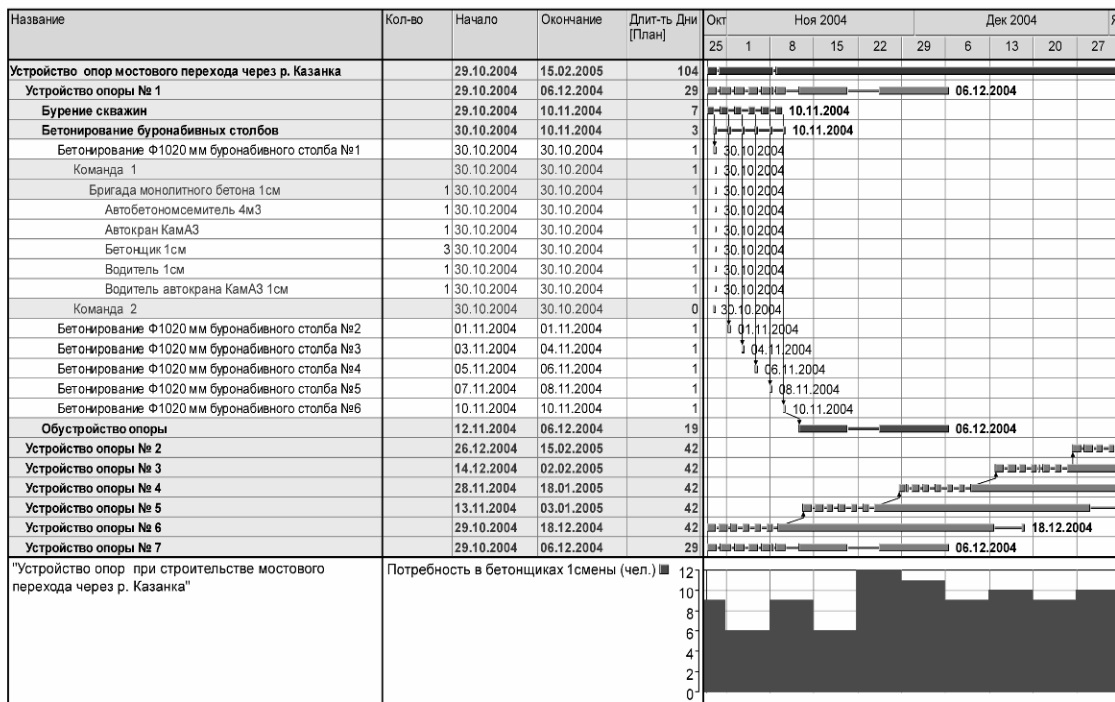 Название Кол-во Начало Окончание Длит-ть Дни [План] Окт Ноя 2004 Дек 2004 Я
25 1 8 15 22 29 6 13 20 27
Устройство опор мостового перехода через р. Казанка 29.10.2004 15.02.2005 104
Устройство опоры № 1 29.10.2004 06.12.2004 29 06.12.2004
Бурение скважин 29.10.2004 10.11.2004 7 10.11.2004
Бетонирование буронабивных столбов 30.10.2004 10.11.2004 3 10.11.2004
Бетонирование Ф1020 мм буронабивного столба №1 30.10.2004 30.10.2004 1 30.10.2004
Команда 1 30.10.2004 30.10.2004 1 30.10.2004
Бригада монолитного бетона 1см 1 30.10.2004 30.10.2004 1 30.10.2004
Автобетономсемитель 4м3 1 30.10.2004 30.10.2004 1 30.10.2004
Автокран КамАЗ 1 30.10.2004 30.10.2004 1 30.10.2004
Бетонщик 1см 3 30.10.2004 30.10.2004 1 30.10.2004
Водитель 1см 1 30.10.2004 30.10.2004 1 30.10.2004
Водитель автокрана КамАЗ 1см 1 30.10.2004 30.10.2004 1 30.10.2004
Команда 2 30.10.2004 30.10.2004 0 30.10.2004
Бетонирование Ф1020 мм буронабивного столба №2 01.11.2004 01.11.2004 1 01.11.2004
Бетонирование Ф1020 мм буронабивного столба №3 03.11.2004 04.11.2004 1 04.11.2004
Бетонирование Ф1020 мм буронабивного столба №4 05.11.2004 06.11.2004 1 06.11.2004
Бетонирование Ф1020 мм буронабивного столба №5 07.11.2004 08.11.2004 1 08.11.2004
Бетонирование Ф1020 мм буронабивного столба №6 10.11.2004 10.11.2004 1 10.11.2004
Обустройство опоры 12.11.2004 06.12.2004 19 06.12.2004
Устройство опоры № 2 26.12.2004 15.02.2005 42
Устройство опоры № 3 14.12.2004 02.02.2005 42
Устройство опоры № 4 28.11.2004 18.01.2005 42
Устройство опоры № 5 13.11.2004 03.01.2005 42
Устройство опоры № 6 29.10.2004 18.12.2004 42 18.12.2004
Устройство опоры № 7 29.10.2004 06.12.2004 29 06.12.2004
"Устройство опор при строительстве мостового
перехода через р. Казанка"
Потребность в бетонщиках 1смены (чел.)
12
10
8
6
4
2
0